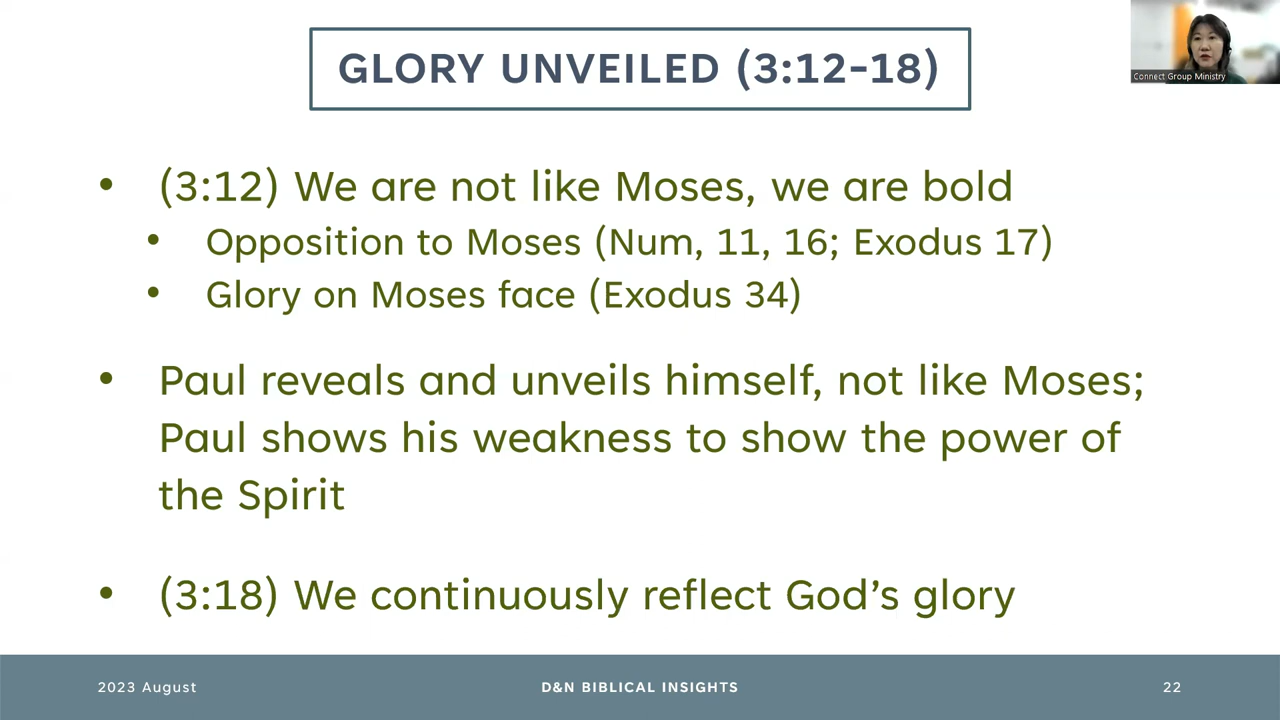 GLORY UNVEILED (3:12-18)
Connect Group Ministry
• (3:12) We are not like Moses, we are bold
• Opposition to Moses (Num, 11, 16; Exodus 17)
• Glory on Moses face (Exodus 34)
• Paul reveals and unveils himself, not like Moses;
Paul shows his weakness to show the power of
the Spirit
• (3:18) We continuously reflect God’s glory
2023 August
D&N BIBLICAL INSIGHTS
22